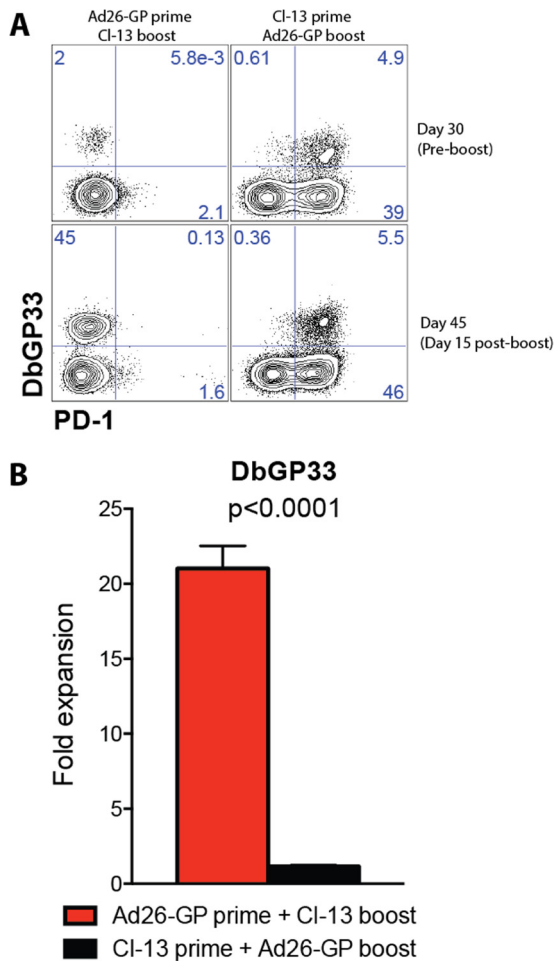 A
Ad26-GP prime
Cl-13 boost
Cl-13 prime
Ad26-GP boost
2
5.8e-3
0.61
4.9
Day 30
(Pre-boost)
2.1
39
45
0.13
0.36
5.5
Day 45
(Day 15 post-boost)
1.6
46
DbGP33
PD-1
B
DbGP33
p<0.0001
25
20
15
10
5
0
Fold expansion
Ad26-GP prime + Cl-13 boost
Cl-13 prime + Ad26-GP boost